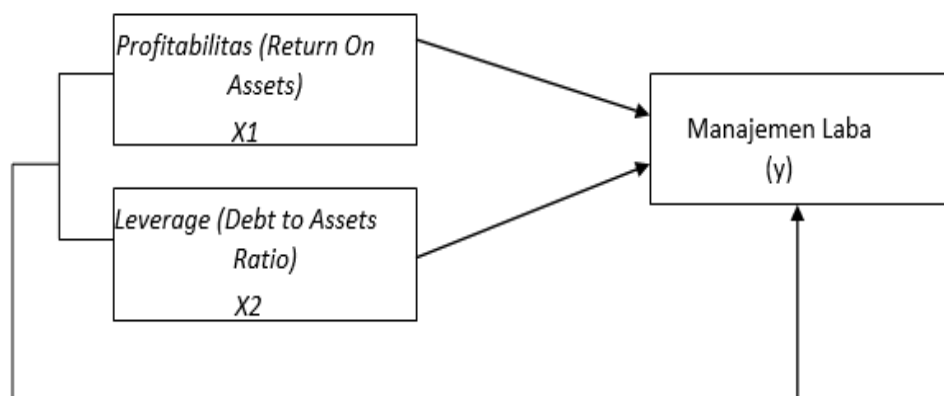 Profitabilitas (Return On
Assets)
X1
Manajemen Laba
(y)
Leverage (Debt to Assets
Ratio)
X2